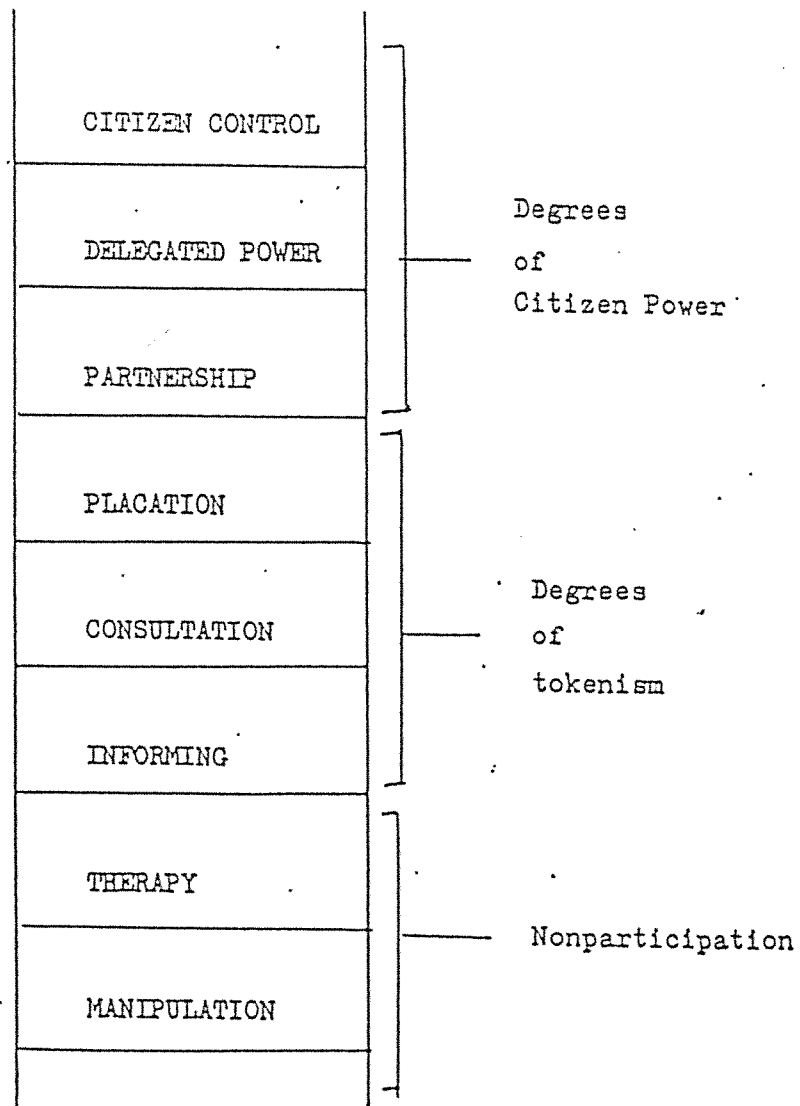 CITIZEN CONTROL
DELEGATED POWER
PARTNERSHIP
Degrees
of
Citizen Power
PLACATION
CONSULTATION
INFORMING
Degrees
of
tokenism
THERAPY
MANIPULATION
Nonparticipation